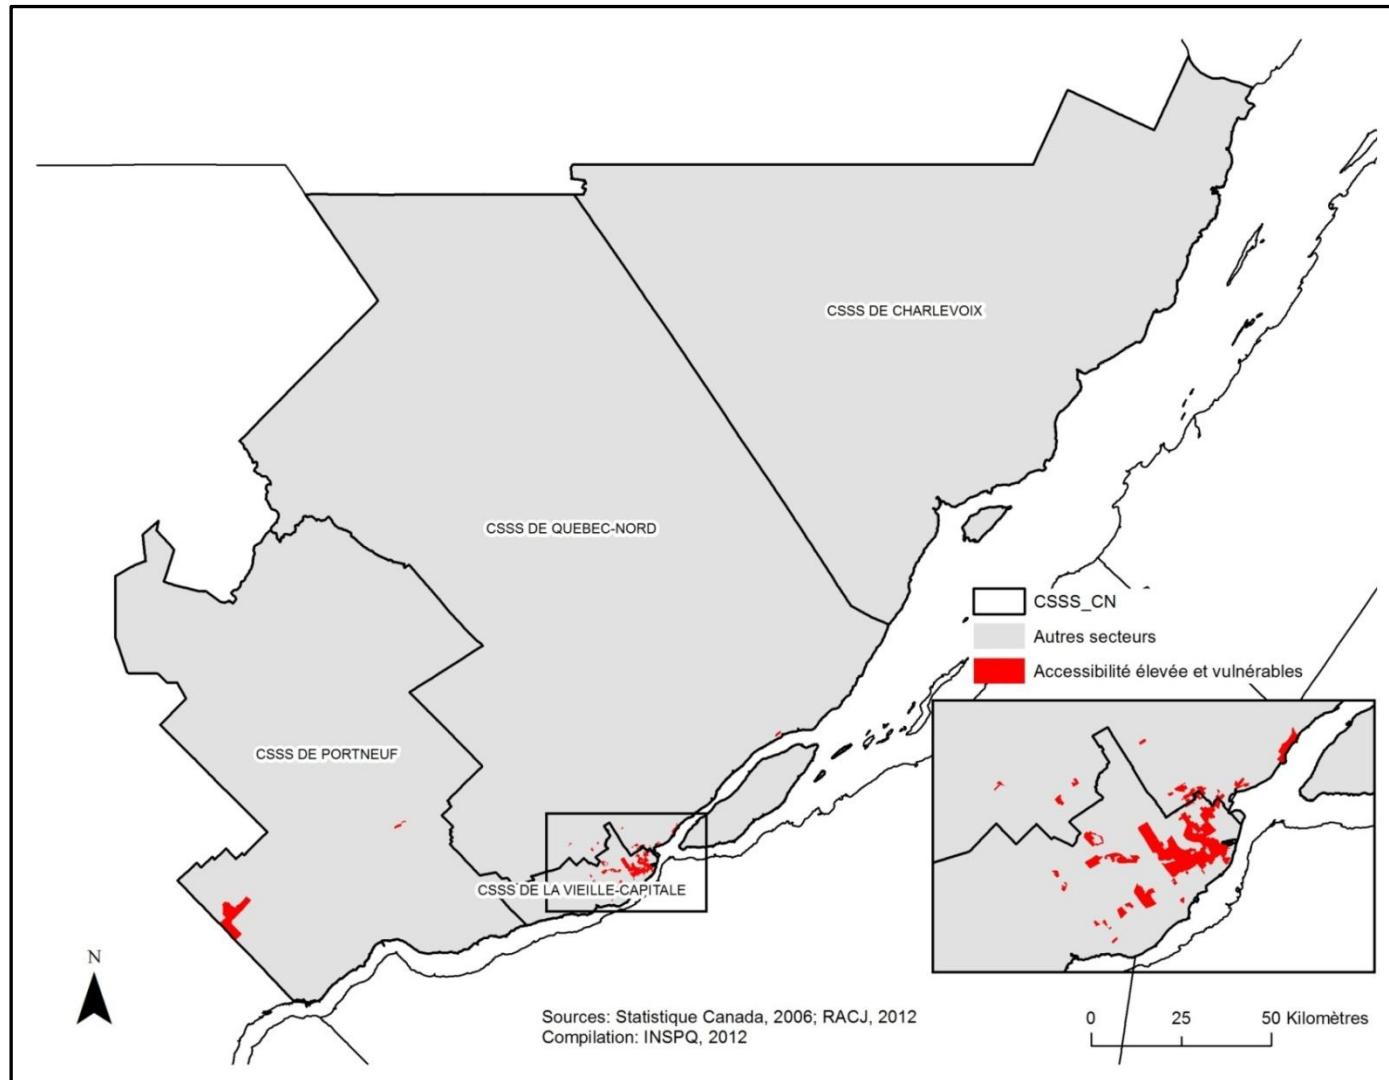 CSSS DE CHARLEVOIX
CSSS DE QUEBEC-NORD
CSSS_CN
Autres secteurs
Accessibilité élevée et vulnérables
CSSS DE PORTNEUF
CSSS DE LA VIEILLE-CAPITALE
N
Sources: Statistique Canada, 2006; RACJ, 2012
Compilation: INSPQ, 2012
0 25 50 Kilomètres